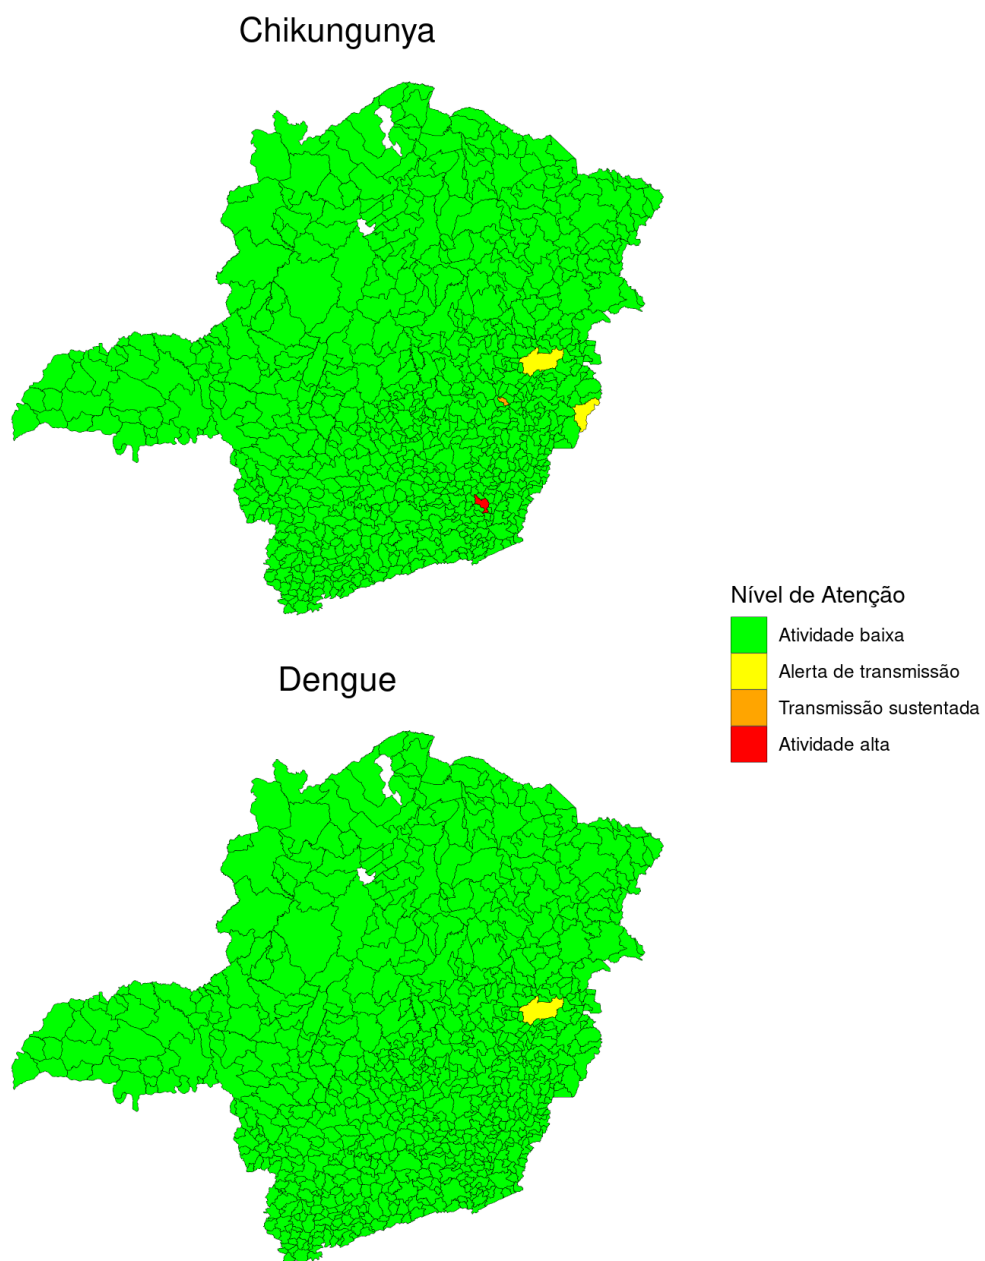 Chikungunya
Nível de Atenção
Atividade baixa
Alerta de transmissão
Transmissão sustentada
Atividade alta
Dengue